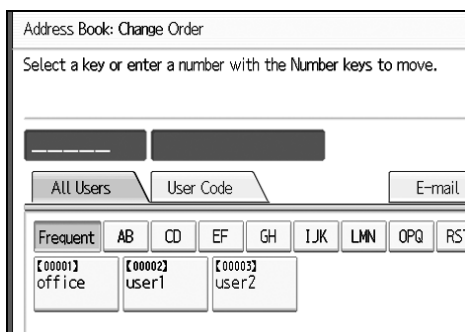 Address Book: Change Order
Select a key or enter a number with the Number keys to move.
_ _ _ _ _
All Users User Code E-mail
Frequent AB CD EF GH IJK LMN OPQ RST
【00001】 【00002】 【00003】
office user1 user2